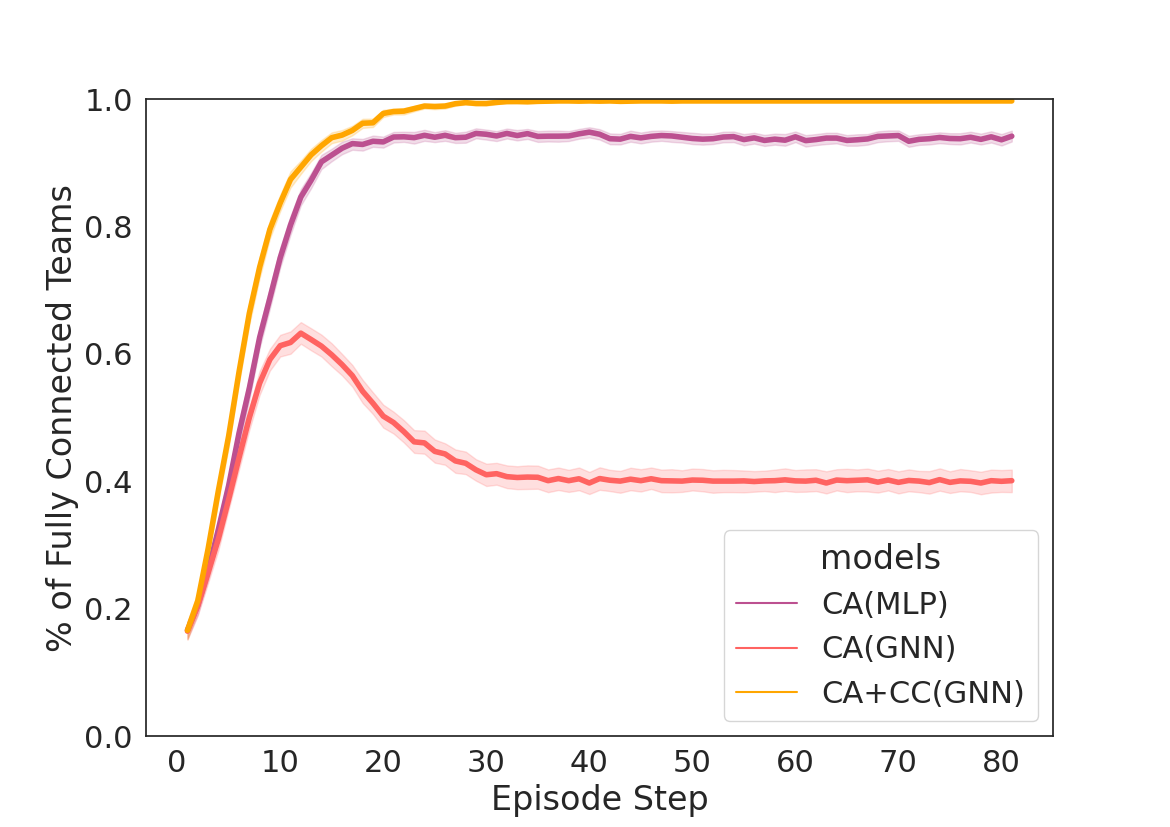 % of Fully Connected Teams
1.0
0.8
0.6
0.4
0.2
0.0
0 10 20 30 40 50 60 70 80
Episode Step
models
CA(MLP)
CA(GNN)
CA+CC(GNN)